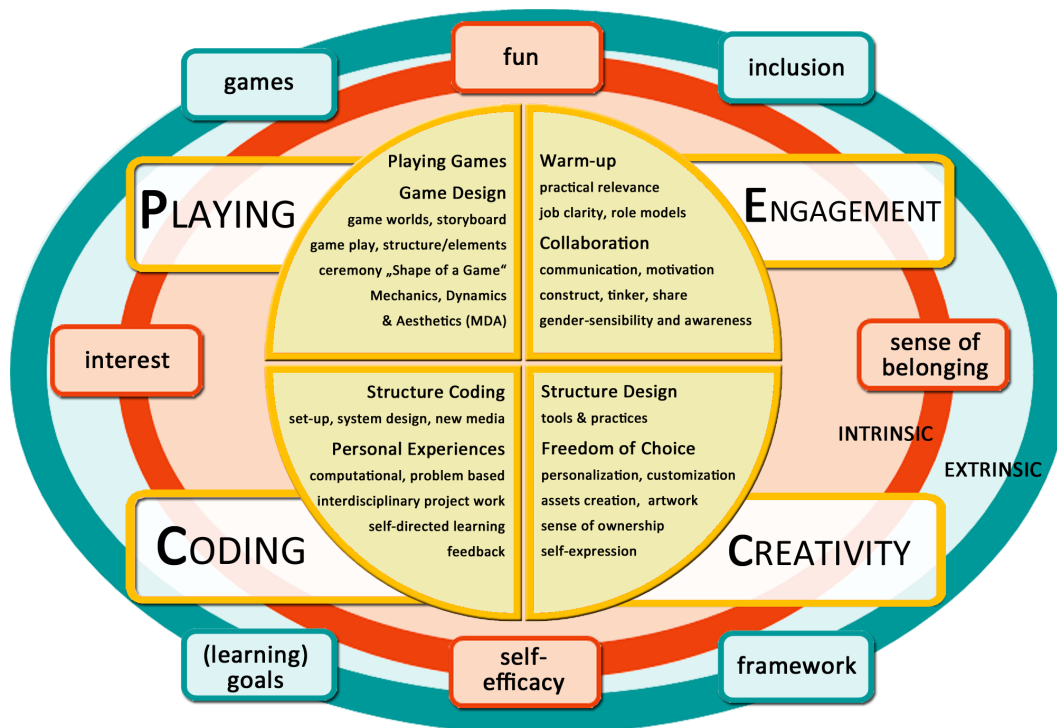 games
fun
inclusion
PLAYING
Playing Games
Game Design
game worlds, storyboard
game play, structure/elements
ceremony „Shape of a Game“
Mechanics, Dynamics
& Aesthetics (MDA)
Warm-up
practical relevance
job clarity, role models
Collaboration
communication, motivation
construct, tinker, share
gender-sensibility and awareness
ENGAGEMENT
interest
sense of
belonging
INTRINSIC
EXTRINSIC
CODING
Structure Coding
set-up, system design, new media
Personal Experiences
computational, problem based
interdisciplinary project work
self-directed learning
feedback
Structure Design
tools & practices
Freedom of Choice
personalization, customization
assets creation, artwork
sense of ownership
self-expression
CREATIVITY
(learning)
goals
self-
efficacy
framework